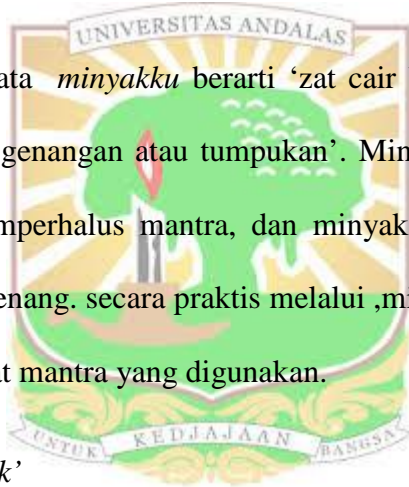 UNIVERSITAS ANDALAS
ata minyakku berarti ‘zat cair
genangan atau tumpukan’. Min
mperhalus mantra, dan minyak
enang. secara praktis melalui ,mi
at mantra yang digunakan.
UNTUK KEDJAJAAN BANGSA
k’